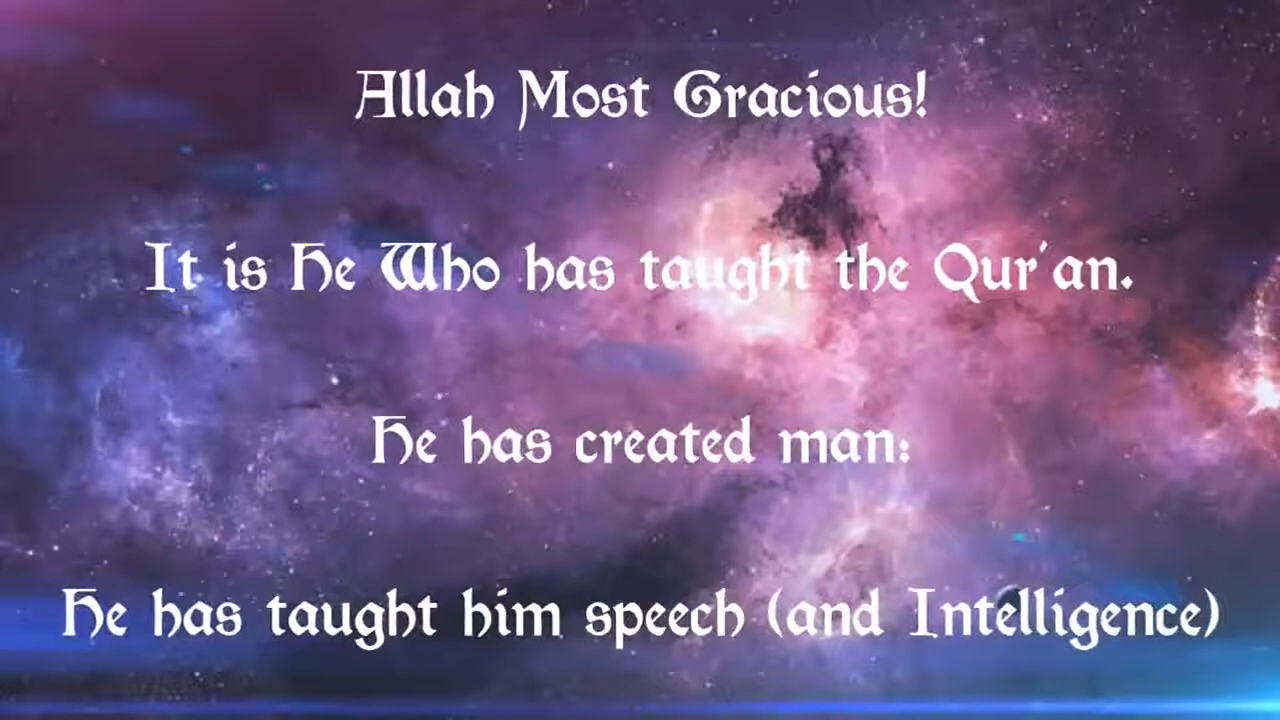 Allah Most Gracious!
It is He Who has taught the Qur'an.
He has created man:
He has taught him speech (and Intelligence)